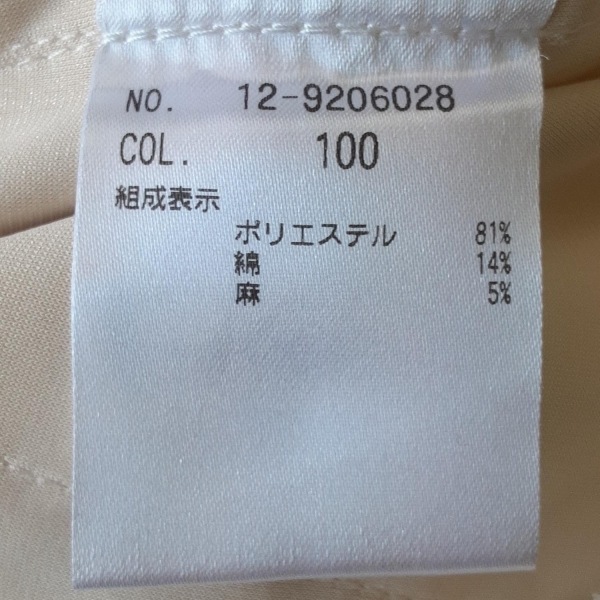 NO. 12-9206028
COL. 100
組成表示
ポリエステル 81%
綿 14%
麻 5%